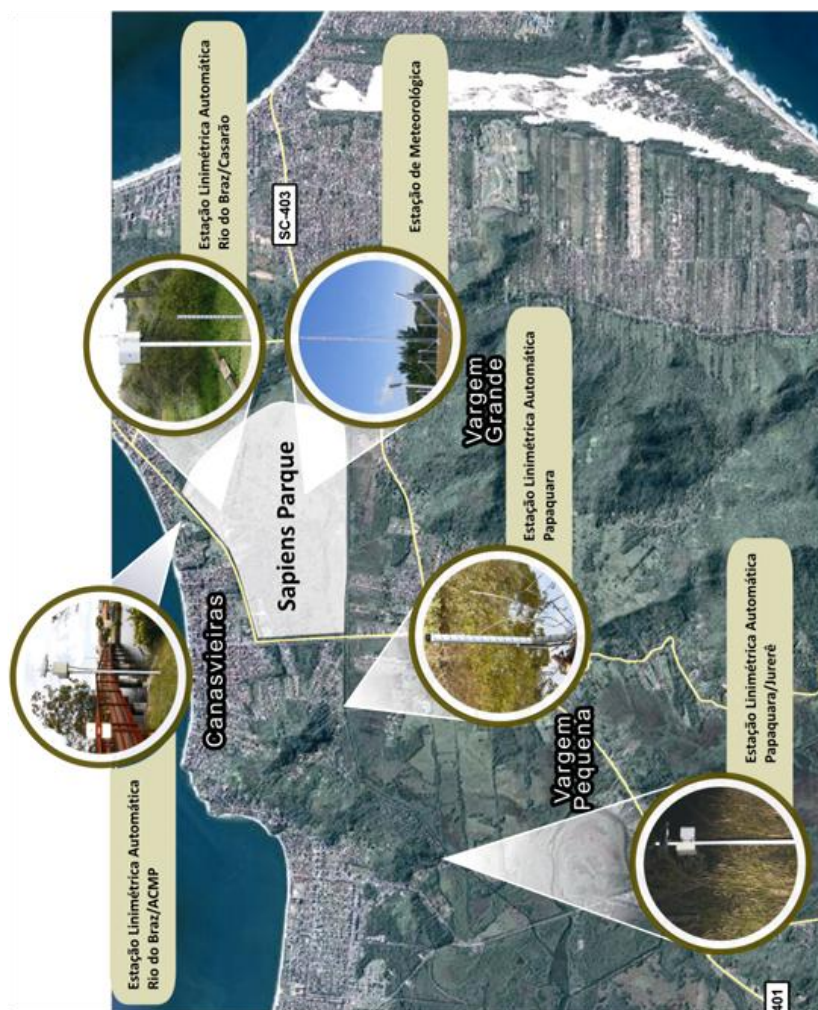 Estação Linimétrica Automática
Rio do Braz/ACMP
Canasvieiras
Estação Linimétrica Automática
Rio do Braz/Casarão
SC-403
Estação de Meteorológica
Sapiens Parque
Vargem
Grande
Estação Linimétrica Automática
Papaquara
Vargem
Pequena
Estação Linimétrica Automática
Papaquara/Jurerê
401